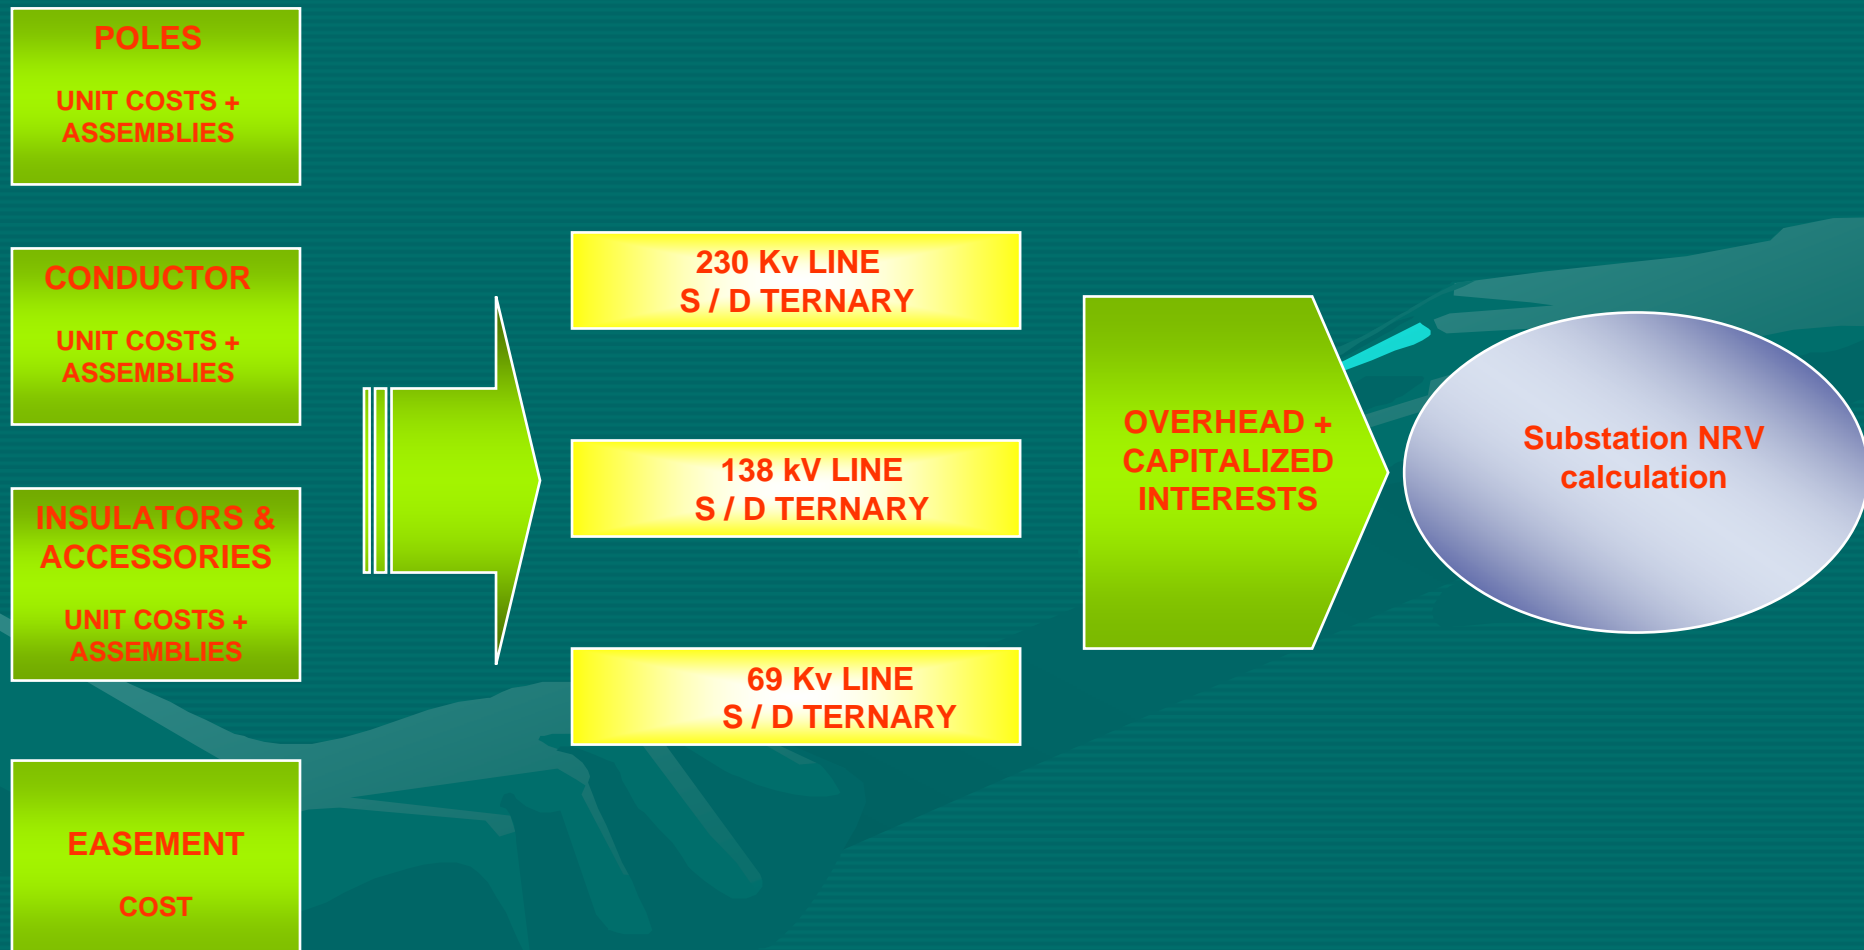 POLES
UNIT COSTS +
ASSEMBLIES
CONDUCTOR
UNIT COSTS +
ASSEMBLIES
INSULATORS &
ACCESSORIES
UNIT COSTS +
ASSEMBLIES
EASEMENT
COST
230 Kv LINE
S / D TERNARY
138 kV LINE
S / D TERNARY
69 Kv LINE
S / D TERNARY
OVERHEAD +
CAPITALIZED
INTERESTS
Substation NRV
calculation